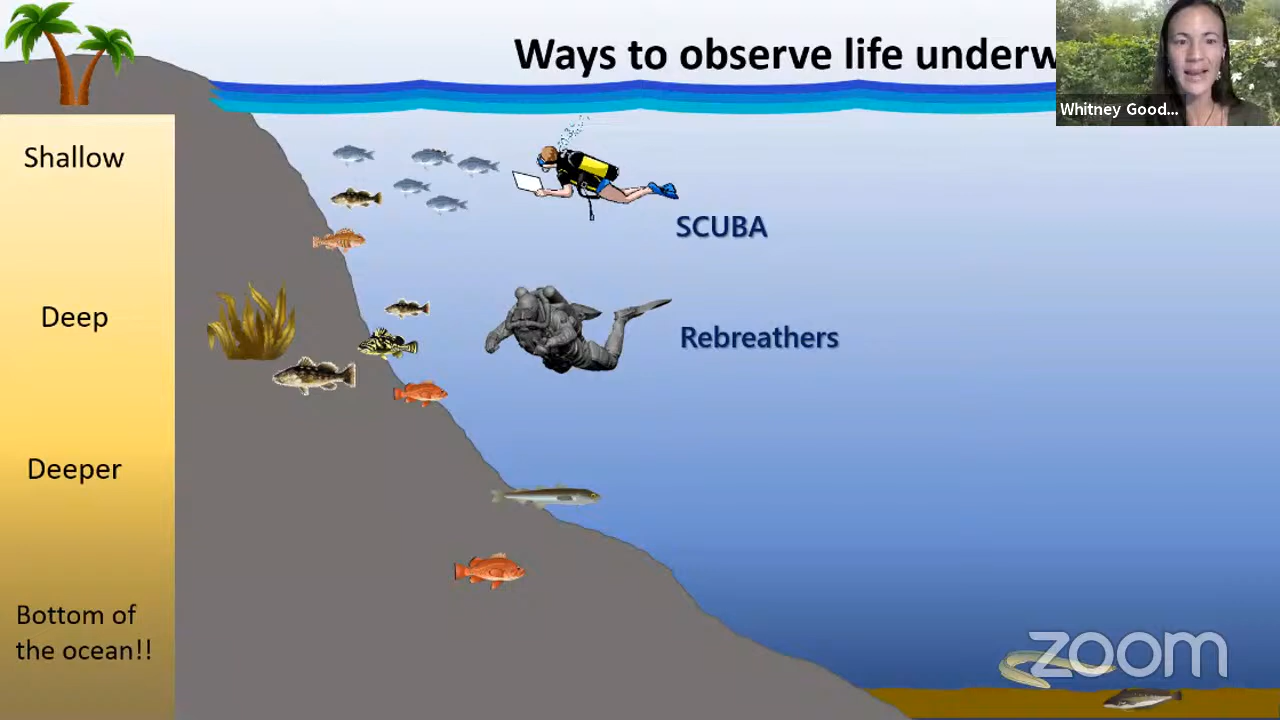 Ways to observe life underw
Whitney Good...
Shallow
SCUBA
Deep
Rebreathers
Deeper
Bottom of
the ocean!!
zoom